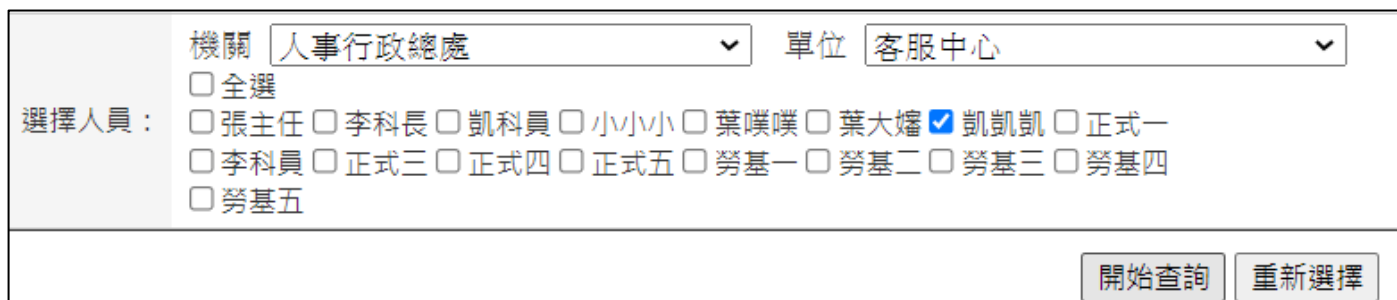 機關 人事行政總處 單位 客服中心
全選
選擇人員：
張主任 李科長 凱科員 小小小 葉噗噗 葉大嬸 凱凱凱 正式一
李科員 正式三 正式四 正式五 勞基一 勞基二 勞基三 勞基四
勞基五
開始查詢 重新選擇